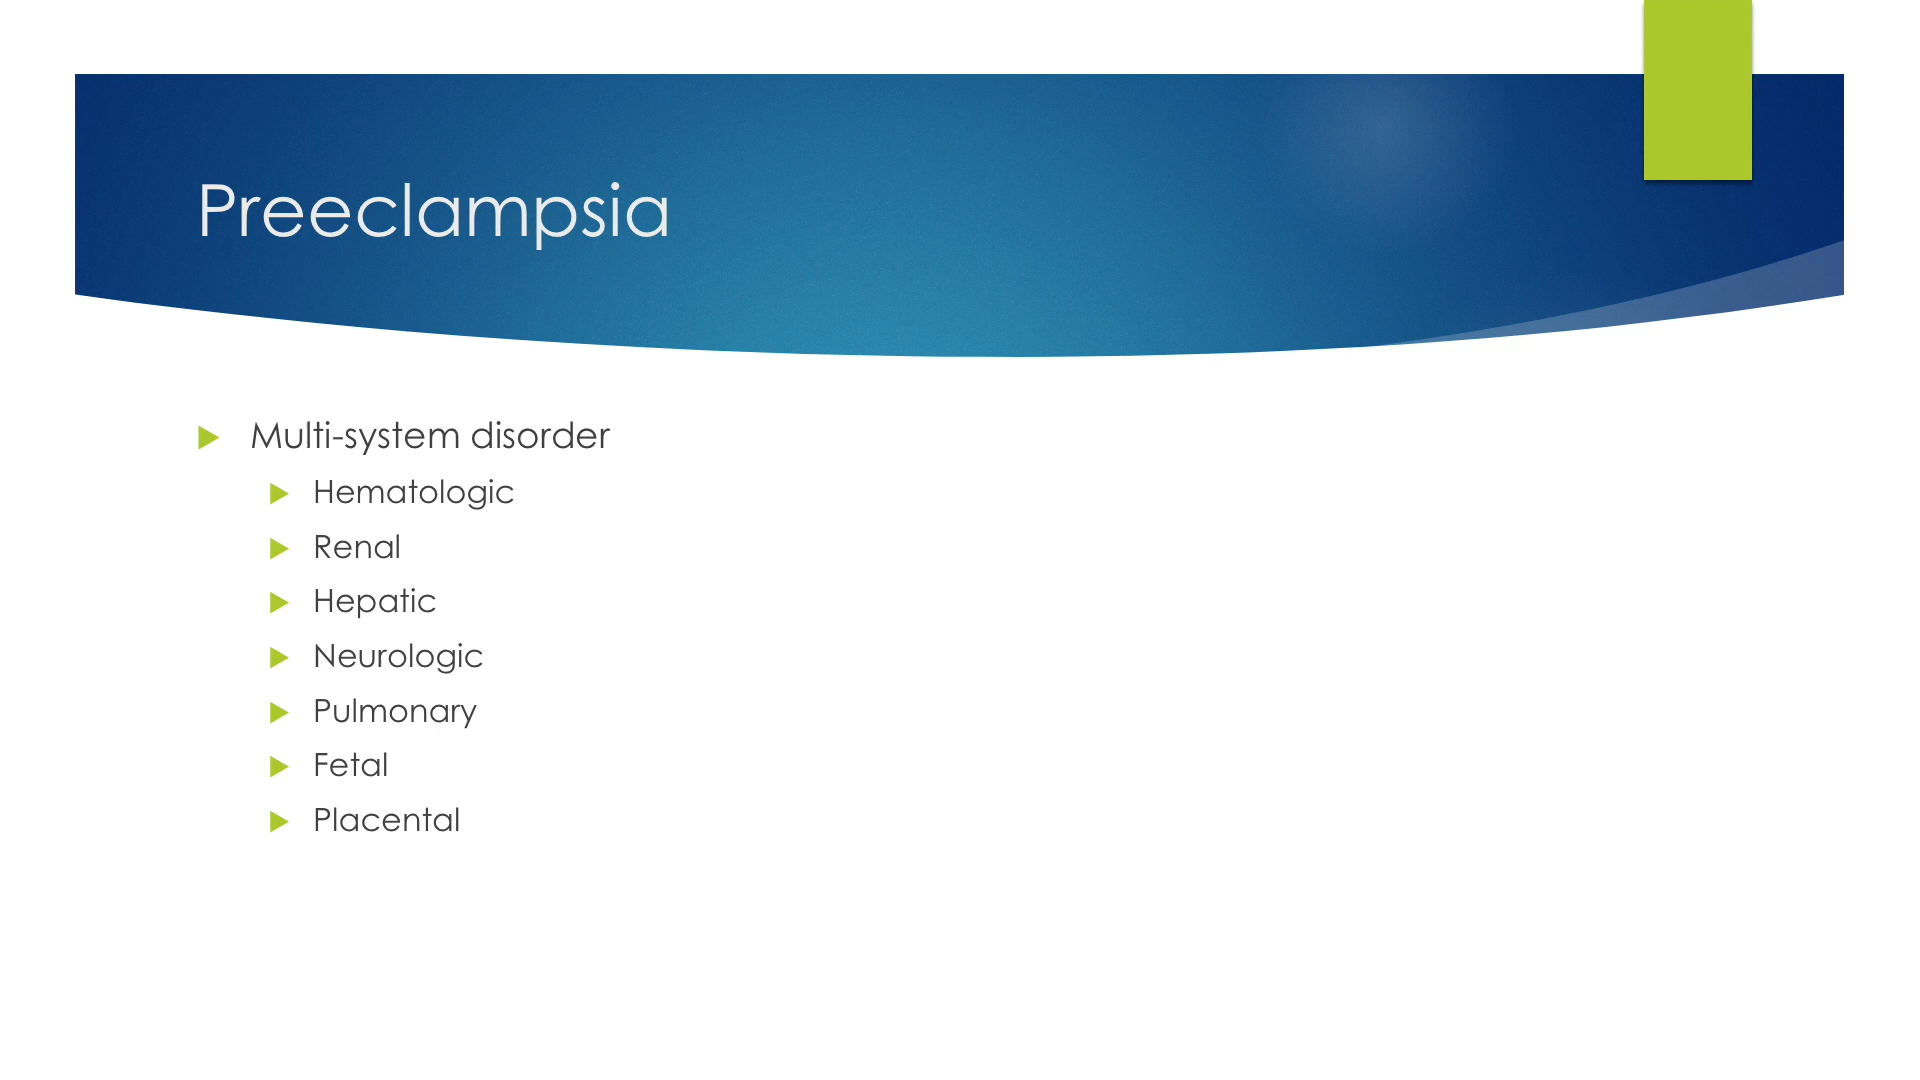 Preeclampsia
Multi-system disorder
Hematologic
Renal
Hepatic
Neurologic
Pulmonary
Fetal
Placental